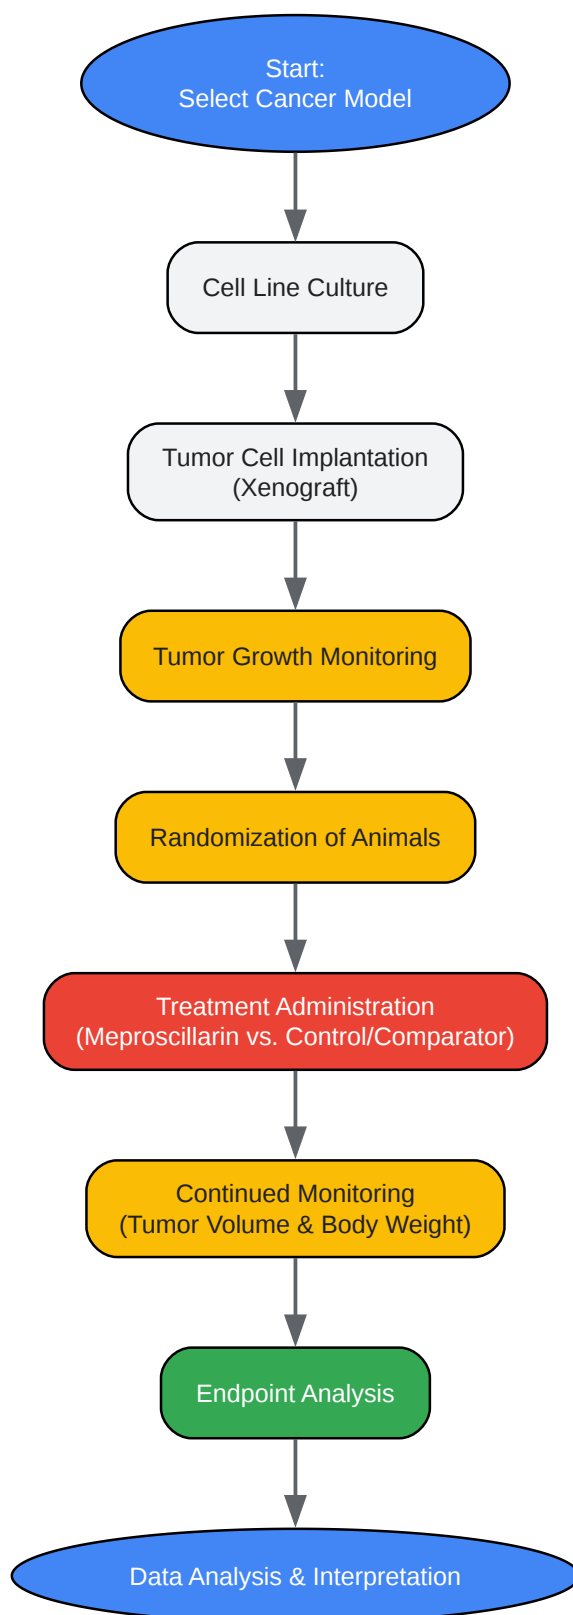 Start:
Select Cancer Model
Cell Line Culture
Tumor Cell Implantation
(Xenograft)
Tumor Growth Monitoring
Randomization of Animals
Treatment Administration
(Meproscillarin vs. Control/Comparator)
Continued Monitoring
(Tumor Volume & Body Weight)
Endpoint Analysis
Data Analysis & Interpretation